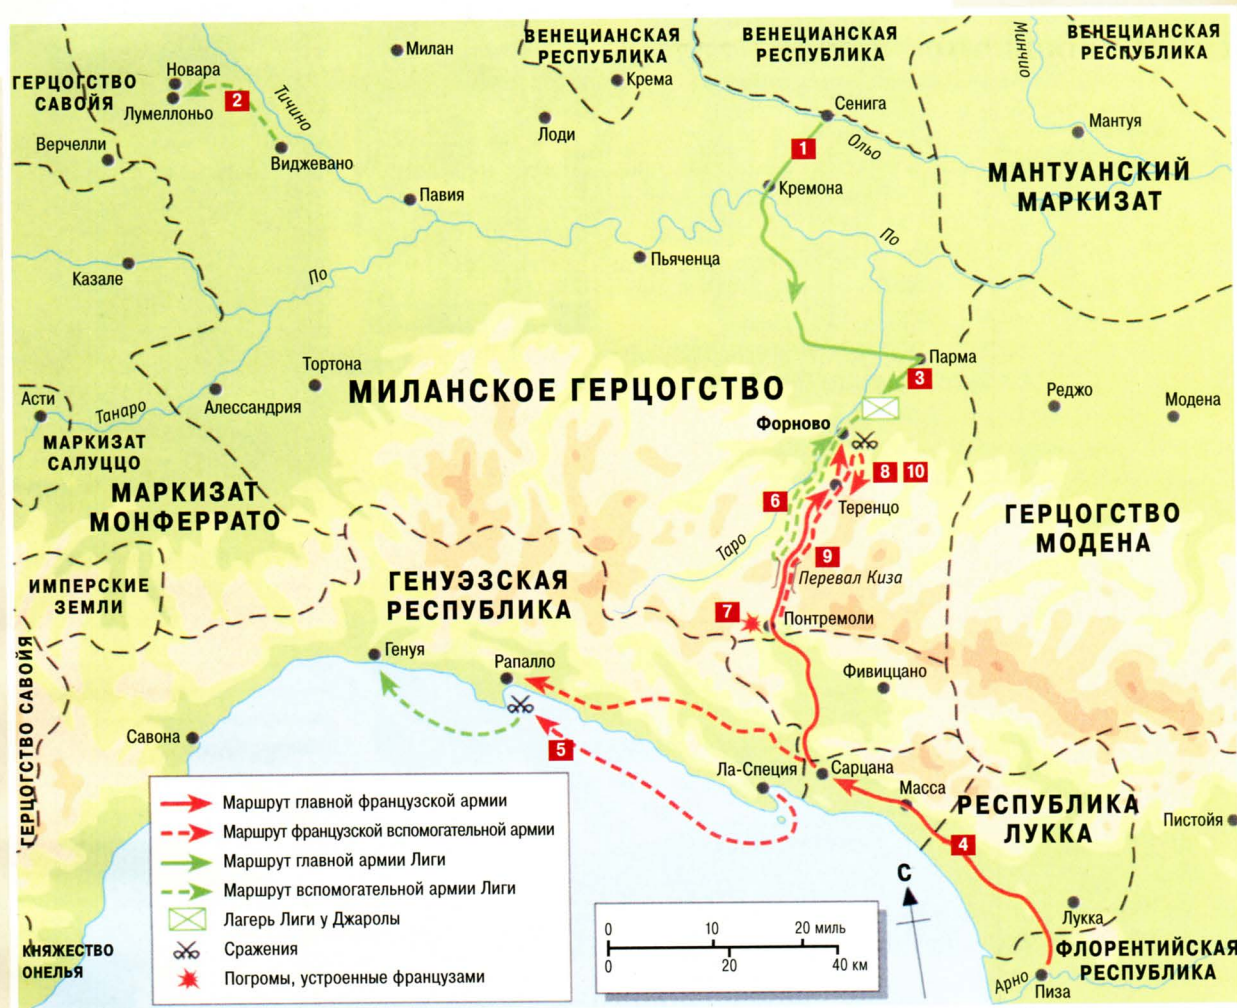 ВЕНЕЦИАНСКАЯ
РЕСПУБЛИКА
ВЕНЕЦИАНСКАЯ
РЕСПУБЛИКА
ВЕНЕЦИАНСКАЯ
РЕСПУБЛИКА
Минчио
Милан
Новара
ГЕРЦОГСТВО
САВОЙЯ
2
Лумеллоньо
Тичино
Крема
Сенига
Лоди
Мантуя
Верчелли
Виджевано
1
Ольо
МАНТУАНСКИЙ
МАРКИЗАТ
Павия
Кремона
По
Пьяченца
Казале
По
Парма
3
Тортона
МИЛАНСКОЕ ГЕРЦОГСТВО
Реджо
Модена
Асти
Танаро
Алессандрия
Форново
МАРКИЗАТ
САЛУЦЦО
8 10
МАРКИЗАТ
МОНФЕРРАТО
6
Теренцо
ГЕРЦОГСТВО
МОДЕНА
Таро
9
Перевал Киза
ИМПЕРСКИЕ
ЗЕМЛИ
ГЕНУЭЗСКАЯ
РЕСПУБЛИКА
7
Понтремоли
Генуя
Рапалло
Фивиццано
ГЕРЦОГСТВО САВОЙЯ
Савона
5
Ла-Специя
Сарцана
Масса
РЕСПУБЛИКА
ЛУККА
Пистойя
4
Маршрут главной французской армии
Маршрут французской вспомогательной армии
Маршрут главной армии Лиги
Маршрут вспомогательной армии Лиги
Лагерь Лиги у Джаролы
Сражения
Погромы, устроенные французами
С
0 10 20 миль
0 20 40 км
Лукка
КНЯЖЕСТВО
ОНЕЛЬЯ
ФЛОРЕНТИЙСКАЯ
РЕСПУБЛИКА
Арно
Пиза